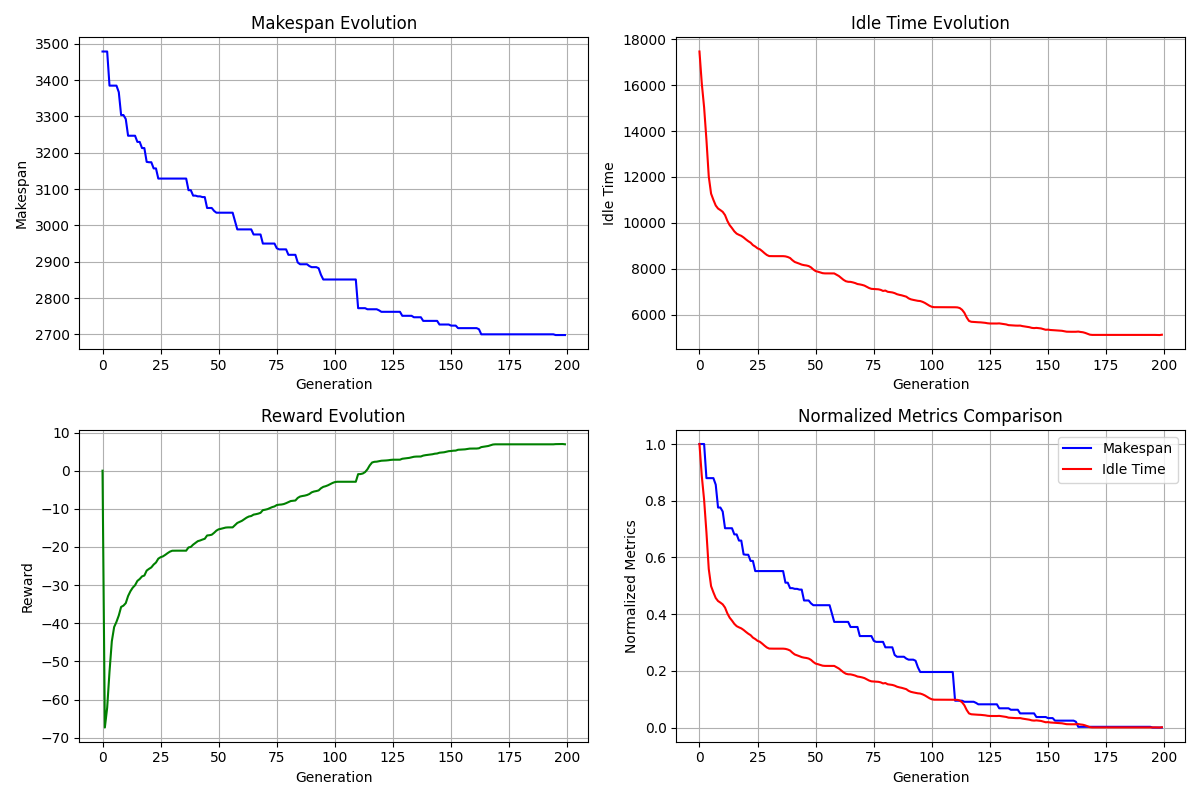 Makespan Evolution
Makespan
3500
3400
3300
3200
3100
3000
2900
2800
2700
0 25 50 75 100 125 150 175 200
Generation
Idle Time Evolution
Idle Time
18000
16000
14000
12000
10000
8000
6000
0 25 50 75 100 125 150 175 200
Generation
Reward Evolution
Reward
10
0
−10
−20
−30
−40
−50
−60
−70
0 25 50 75 100 125 150 175 200
Generation
Normalized Metrics Comparison
Normalized Metrics
1.0
0.8
0.6
0.4
0.2
0.0
Makespan
Idle Time
0 25 50 75 100 125 150 175 200
Generation